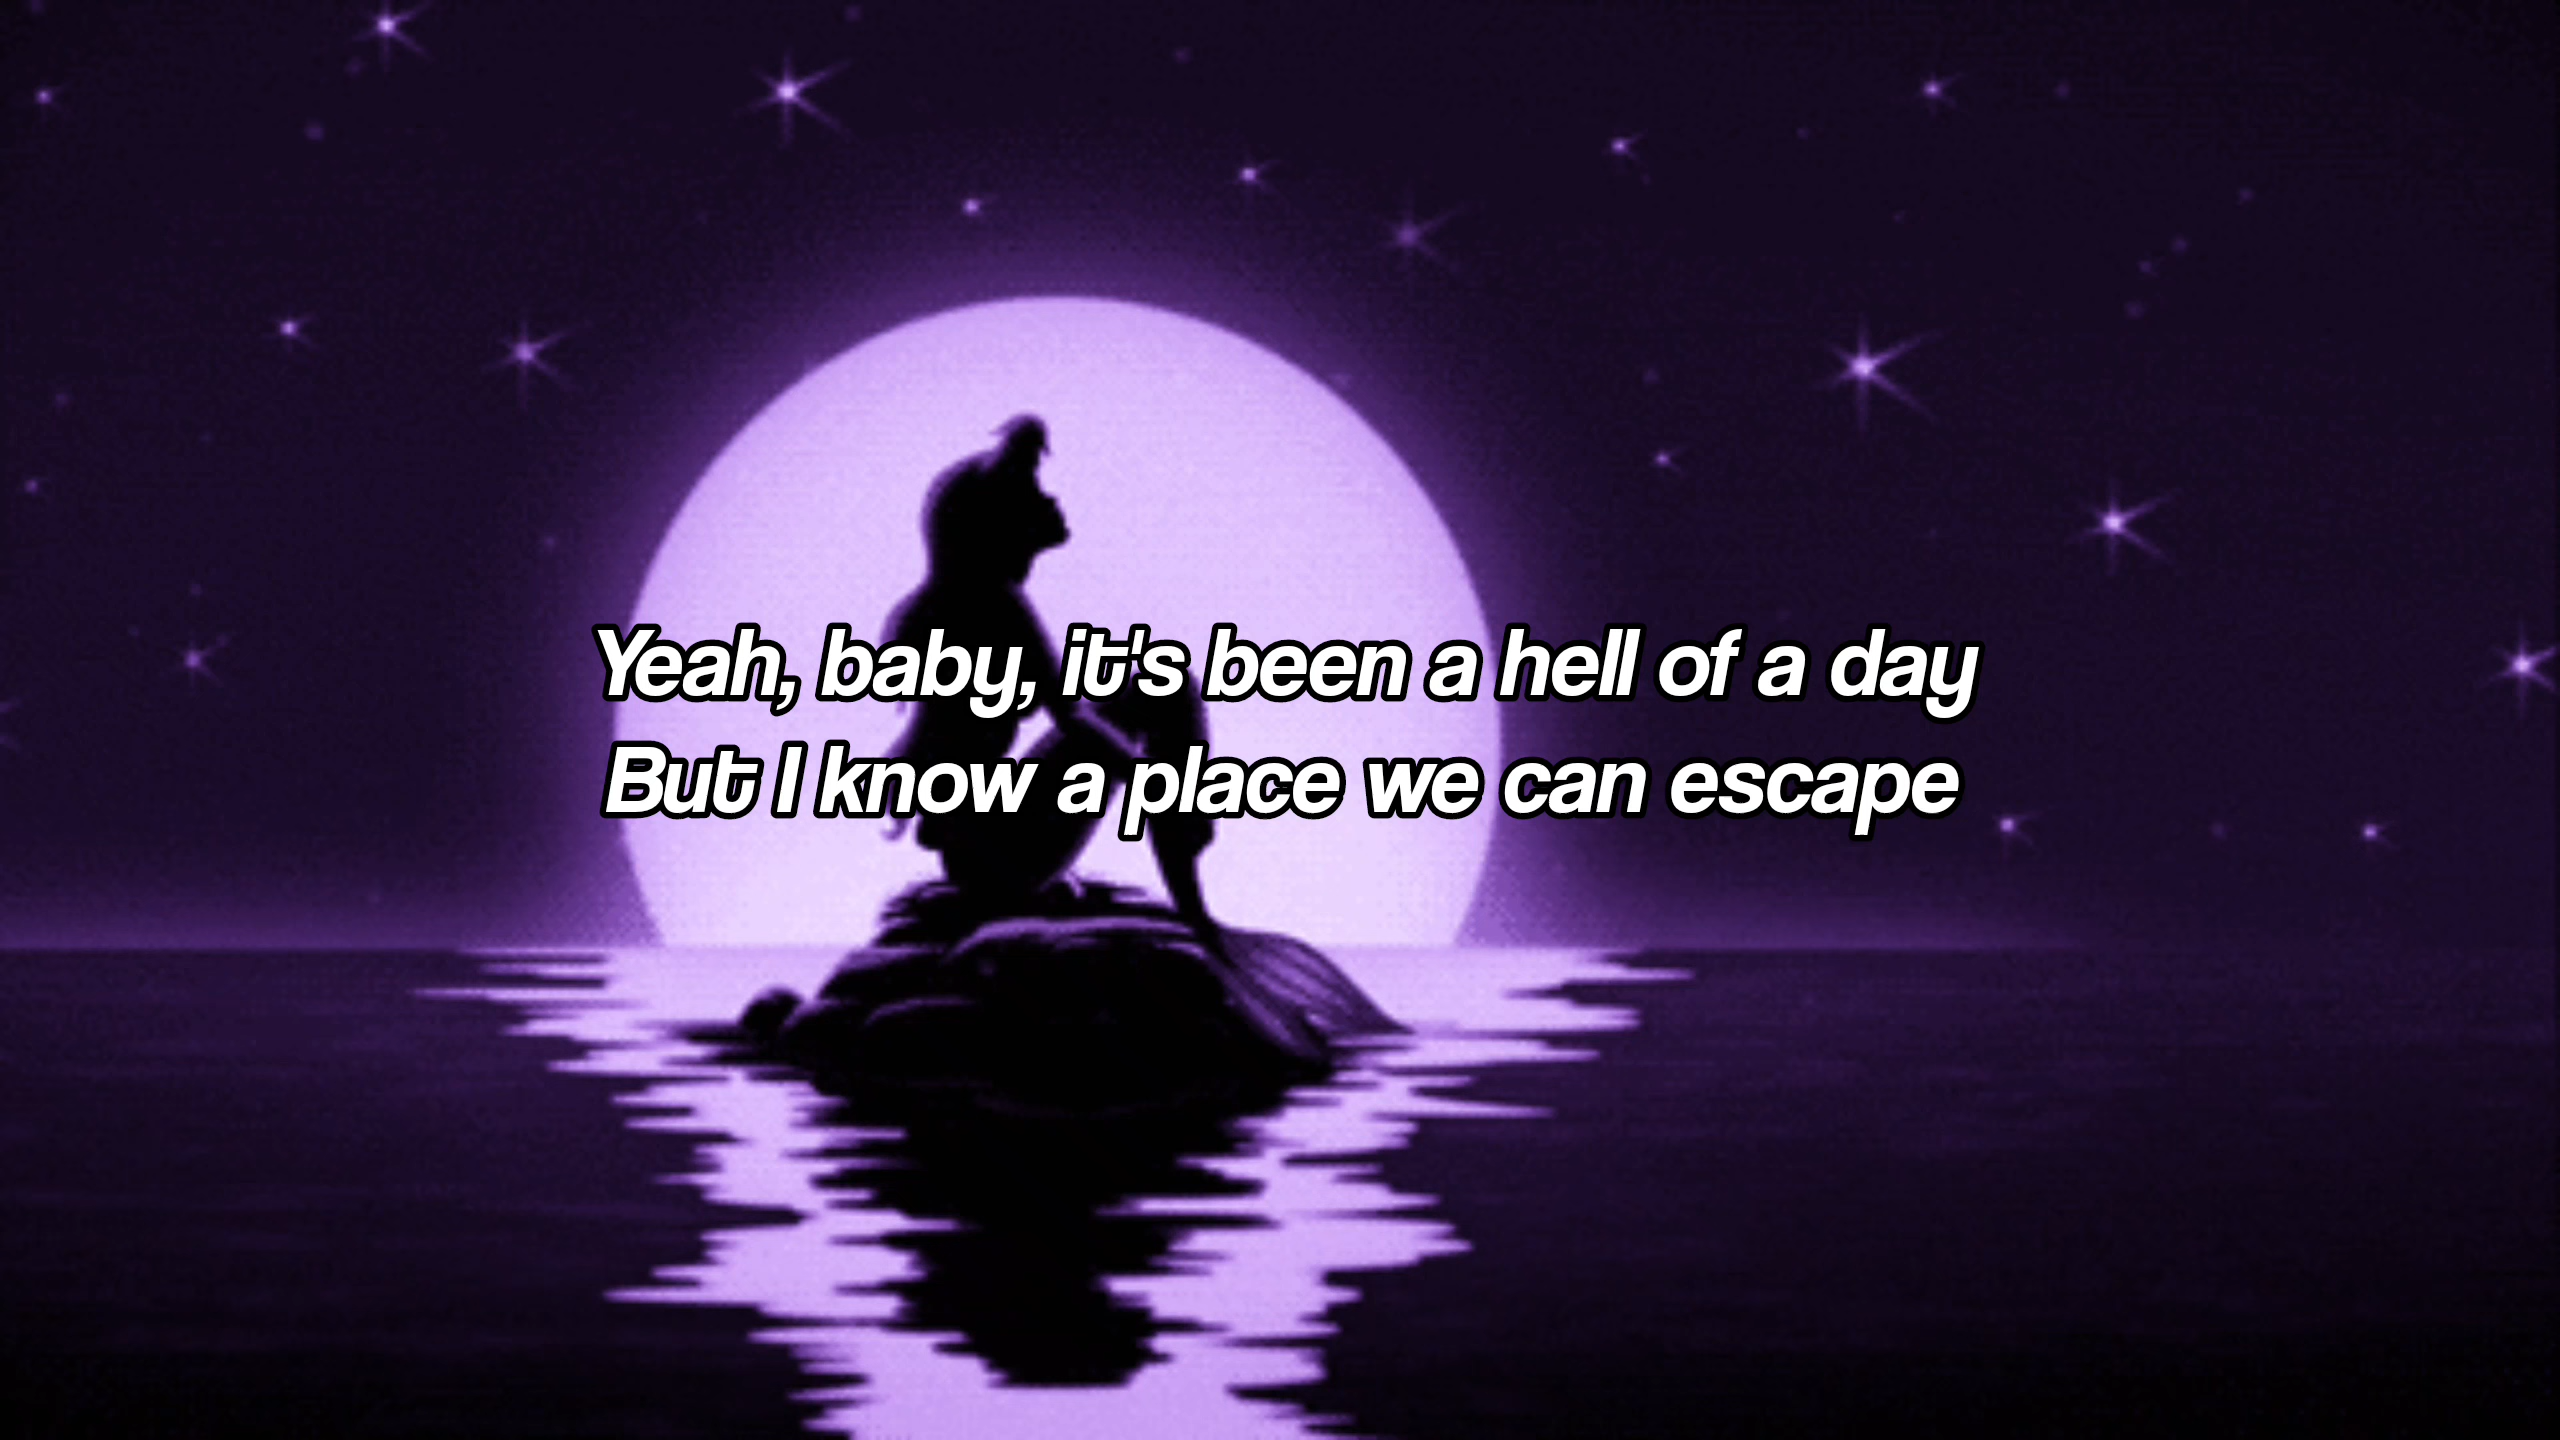 Yeah, baby, it's been a hell of a day
But I know a place we can escape